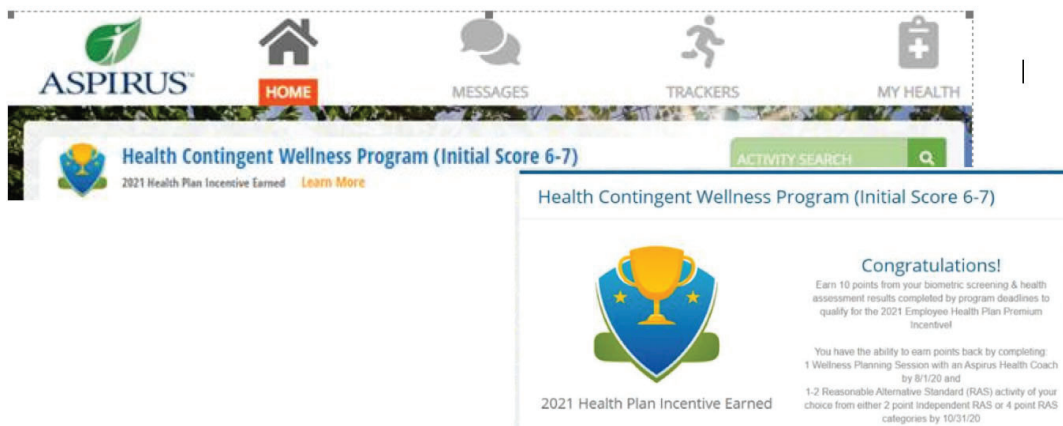 ASPIRUS
HOME
MESSAGES
TRACKERS
MY HEALTH
Health Contingent Wellness Program (Initial Score 6-7)
2021 Health Plan Incentive Earned Learn More
ACTIVITY SEARCH
Health Contingent Wellness Program (Initial Score 6-7)
2021 Health Plan Incentive Earned
Congratulations!
Earn 10 points from your biometric screening & health
assessment results completed by program deadlines to
qualify for the 2021 Employee Health Plan Premium
Incentive!
You have the ability to earn points back by completing:
1 Wellness Planning Session with an Aspirus Health Coach
by 8/1/20 and
1-2 Reasonable Alternative Standard (RAS) activity of your
choice from either 2 point Independent RAS or 4 point RAS
categories by 10/31/20